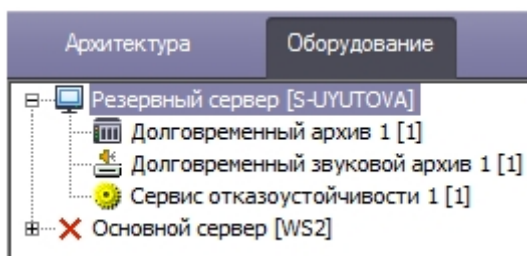 Архитектура Оборудование
Резервный сервер [S-UYUTOVA]
Долговременный архив 1 [1]
Долговременный звуковой архив 1 [1]
Сервис отказоустойчивости 1 [1]
Основной сервер [WS2]